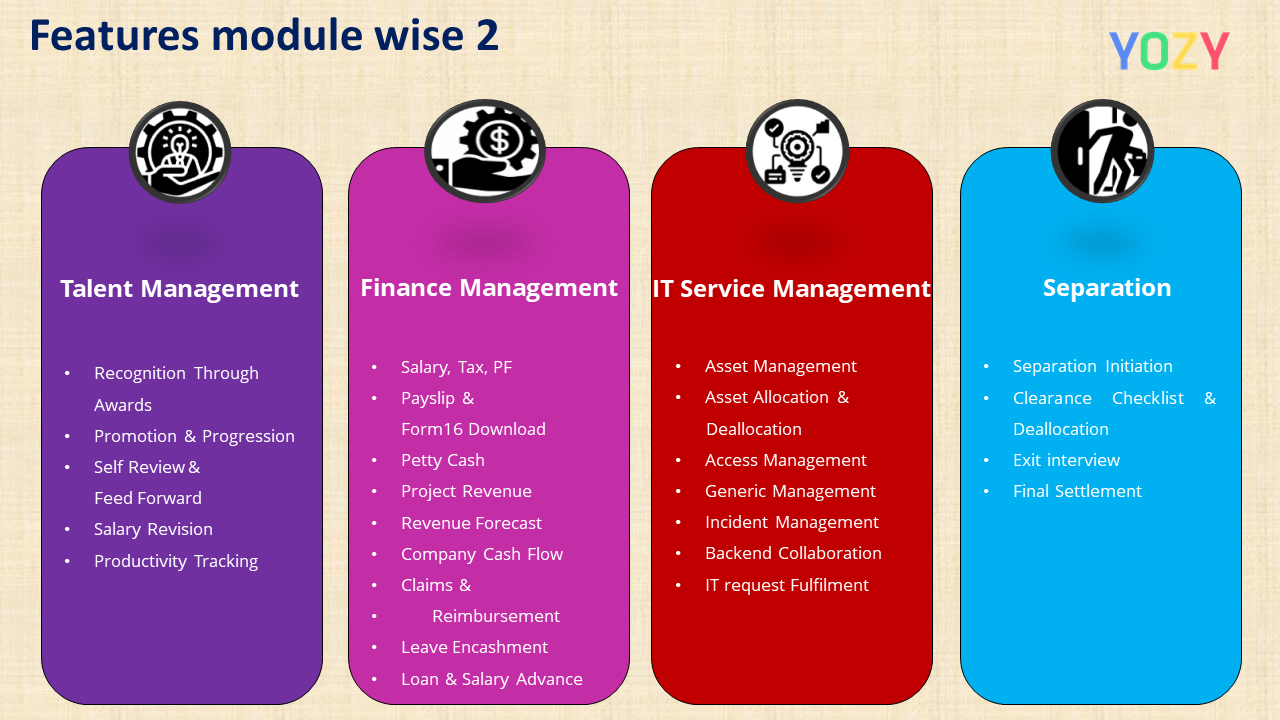 Features module wise 2
YOZY
Talent Management
• Recognition Through
Awards
• Promotion & Progression
• Self Review &
Feed Forward
• Salary Revision
• Productivity Tracking
Finance Management
• Salary, Tax, PF
• Payslip &
Form16 Download
• Petty Cash
• Project Revenue
• Revenue Forecast
• Company Cash Flow
• Claims &
• Reimbursement
• Leave Encashment
• Loan & Salary Advance
IT Service Management
• Asset Management
• Asset Allocation &
Deallocation
• Access Management
• Generic Management
• Incident Management
• Backend Collaboration
• IT request Fulfilment
Separation
• Separation Initiation
• Clearance Checklist &
Deallocation
• Exit interview
• Final Settlement